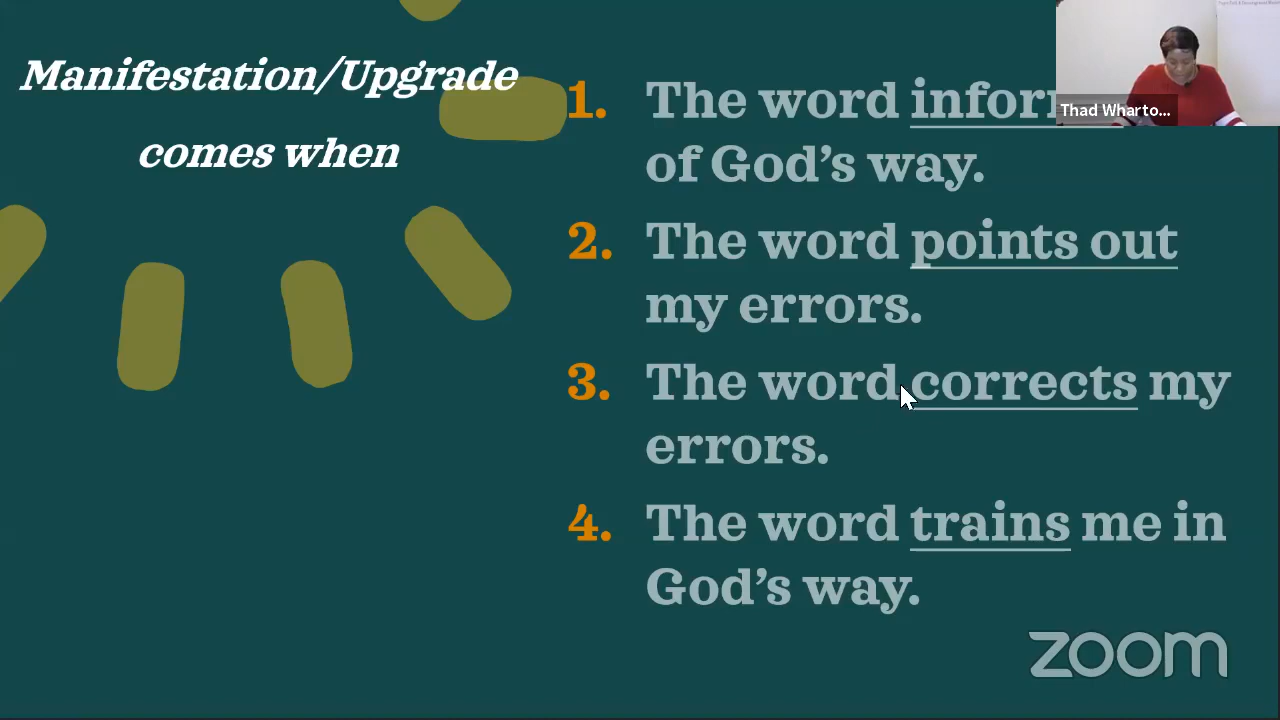 Manifestation/Upgrade
comes when
1. The word
of God's way.
2. The word points out
my errors.
3. The word corrects my
errors.
4. The word trains me in
God's way.
Thad Wharto...
zoom